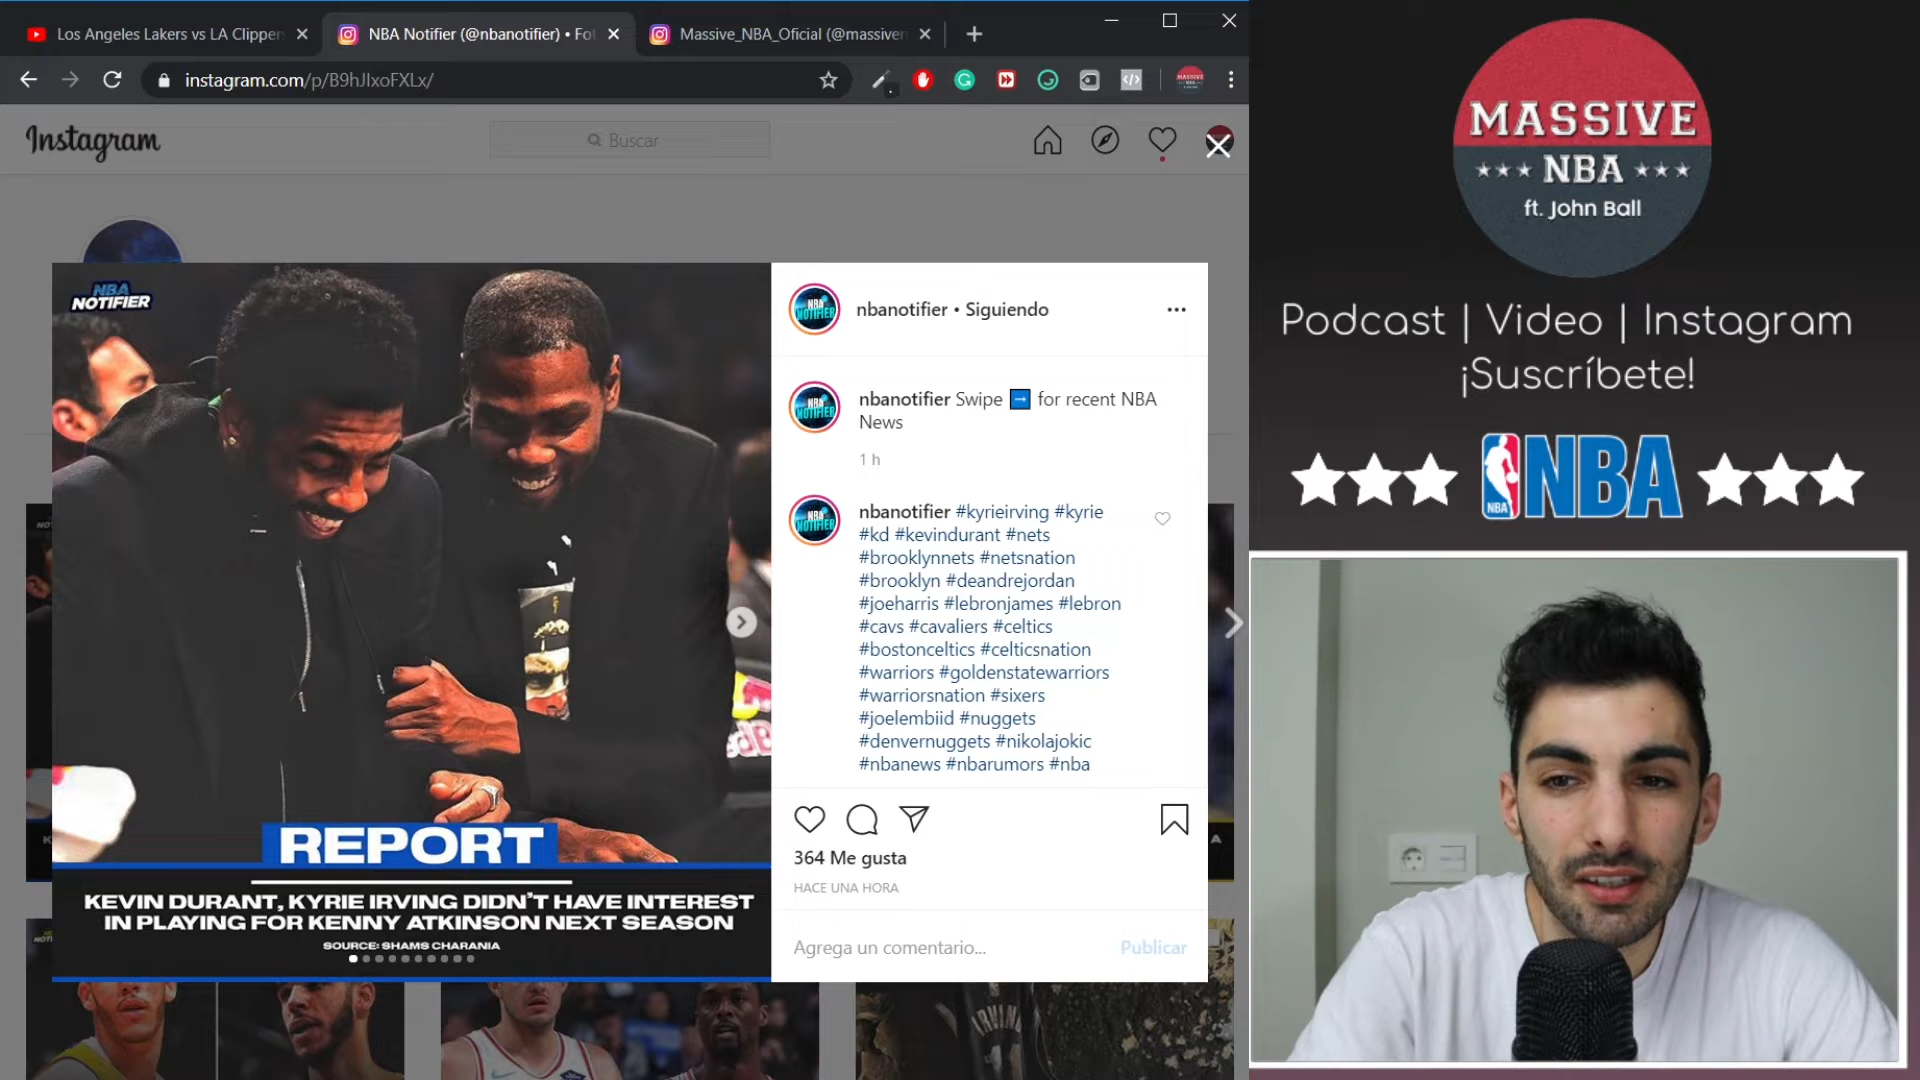 Los Angeles Lakers vs LA Clippers
NBA Notifier (@nbanotifier) • Fot
Massive_NBA_Oficial (@massiven
instagram.com/p/B9hJIxoFXLx/
Instagram
Buscar
NBA
NOTIFIER
nbanotifier • Siguiendo
nbanotifier Swipe ➡ for recent NBA
News
1 h
nbanotifier #kyrieirving #kyrie
#kd #kevindurant #nets
#brooklynnets #netsnation
#brooklyn #deandrejordan
#joeharris #lebronjames #lebron
#cavs #cavaliers #celtics
#bostonceltics #celticsnation
#warriors #goldenstatewarriors
#warriorsnation #sixers
#joelembiid #nuggets
#denvernuggets #nikolajokic
#nbanews #nbarumors #nba
364 Me gusta
HACE UNA HORA
Agrega un comentario...
Publicar
REPORT
KEVIN DURANT, KYRIE IRVING DIDN'T HAVE INTEREST
IN PLAYING FOR KENNY ATKINSON NEXT SEASON
SOURCE: SHAMS CHARANIA
MASSIVE
NBA
ft. John Ball
Podcast | Video | Instagram
¡Suscríbete!
NBA